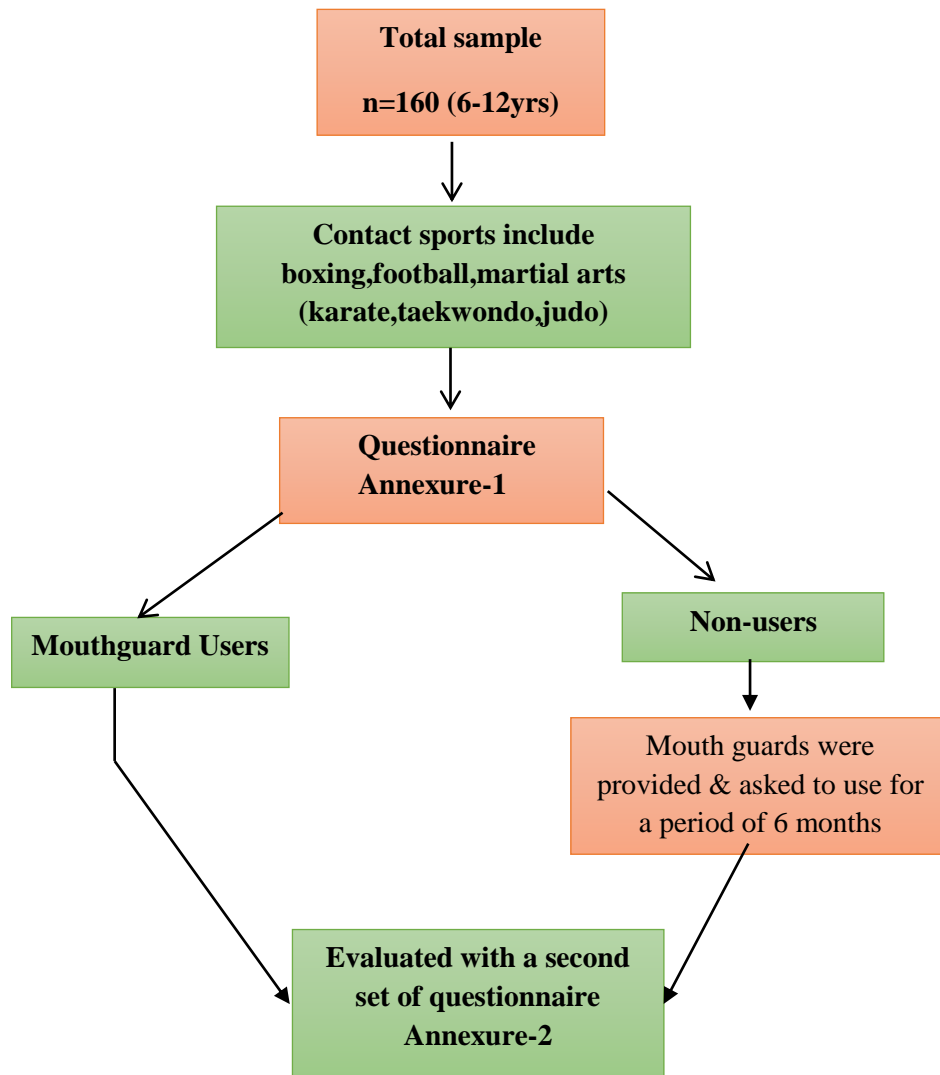 Total sample
n=160 (6-12yrs)
Contact sports include
boxing,football,martial arts
(karate,taekwondo,judo)
Questionnaire
Annexure-1
Mouthguard Users
Non-users
Mouth guards were
provided & asked to use for
a period of 6 months
Evaluated with a second
set of questionnaire
Annexure-2